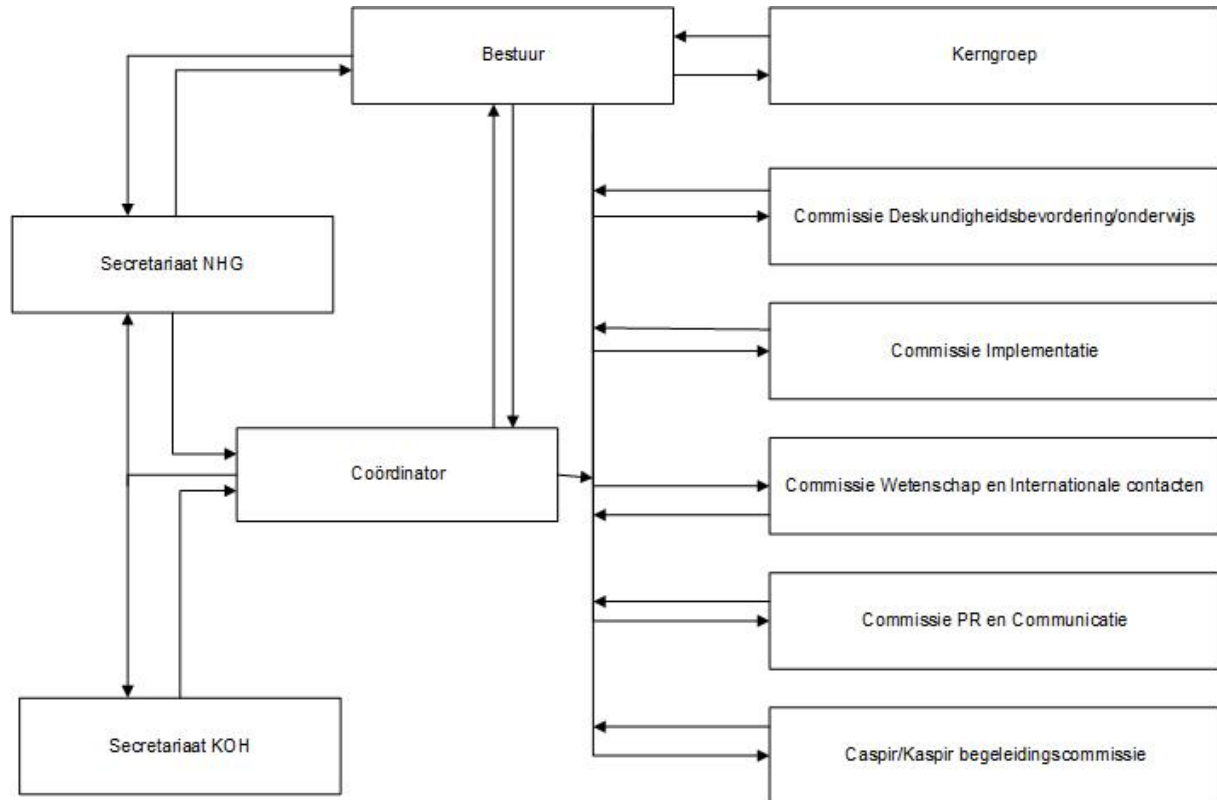 Bestuur
Kerngroep
Commissie Deskundigheidsbevordering/onderwijs
Secretariaat NHG
Commissie Implementatie
Coördinator
Commissie Wetenschap en Internationale contacten
Commissie PR en Communicatie
Secretariaat KOH
Caspir/Kaspir begeleidingscommissie